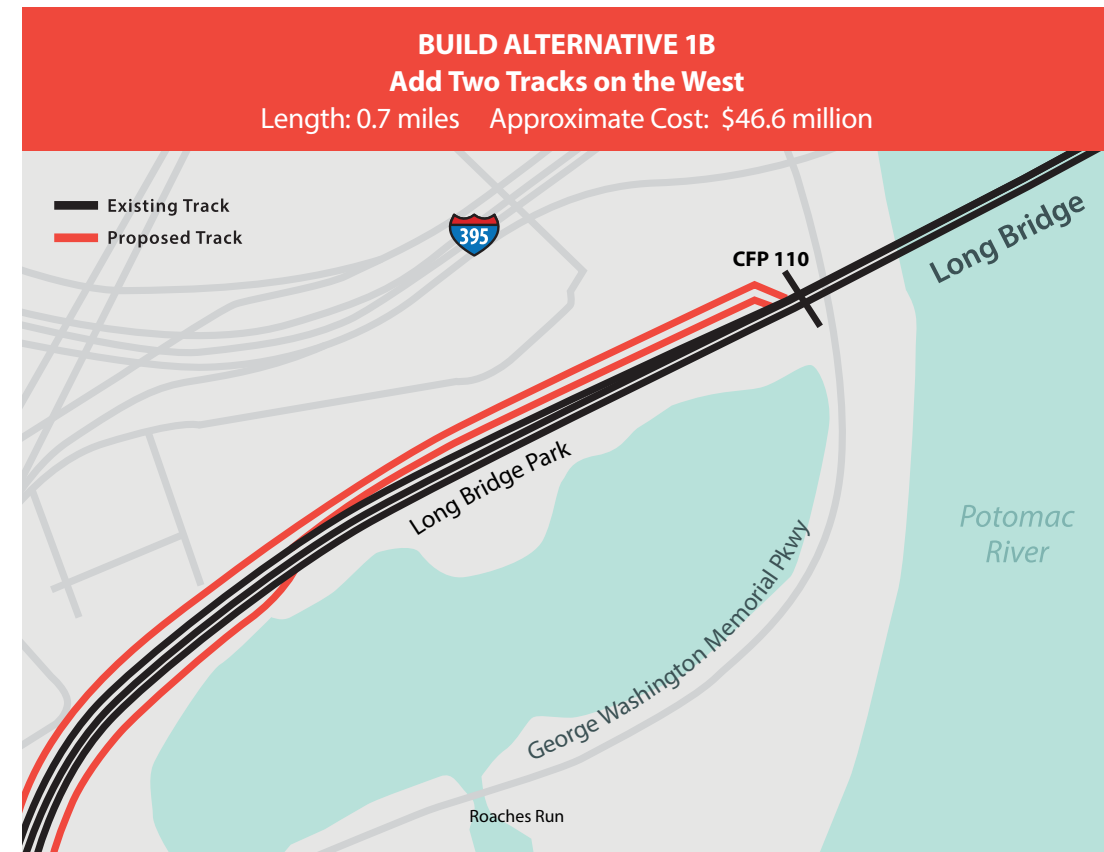 BUILD ALTERNATIVE 1B
Add Two Tracks on the West
Length: 0.7 miles Approximate Cost: $46.6 million
Existing Track
Proposed Track
395
CFP 110
Long Bridge
Long Bridge Park
Potomac
River
George Washington Memorial Pkwy
Roaches Run